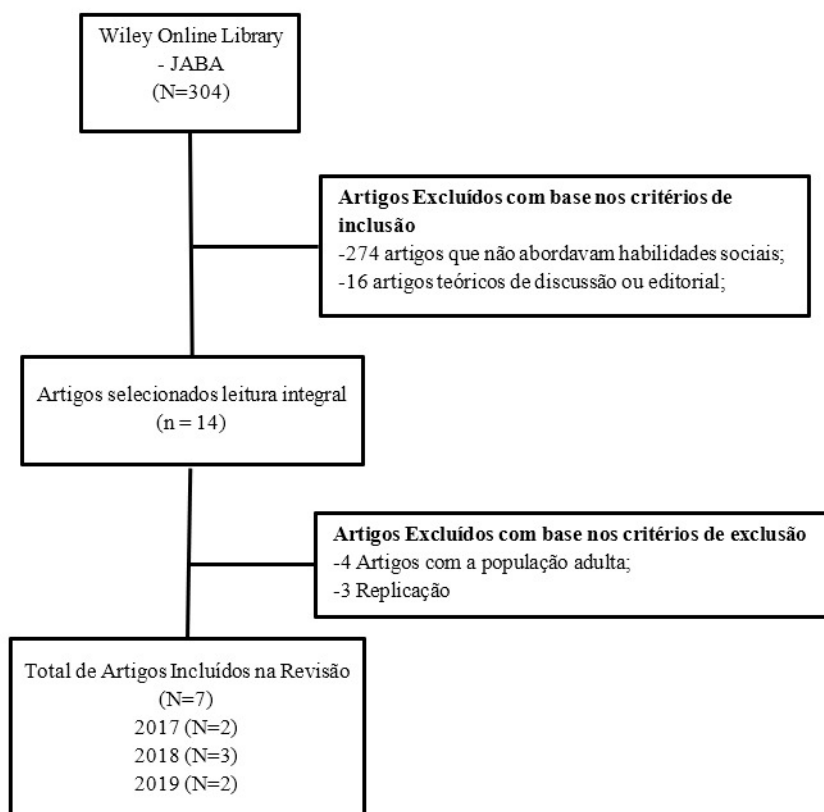 Wiley Online Library
- JABA
(N=304)
Artigos Excluídos com base nos critérios de
inclusão
-274 artigos que não abordavam habilidades sociais;
-16 artigos teóricos de discussão ou editorial;
Artigos selecionados leitura integral
(n = 14)
Artigos Excluídos com base nos critérios de exclusão
-4 Artigos com a população adulta;
-3 Replicação
Total de Artigos Incluídos na Revisão
(N=7)
2017 (N=2)
2018 (N=3)
2019 (N=2)